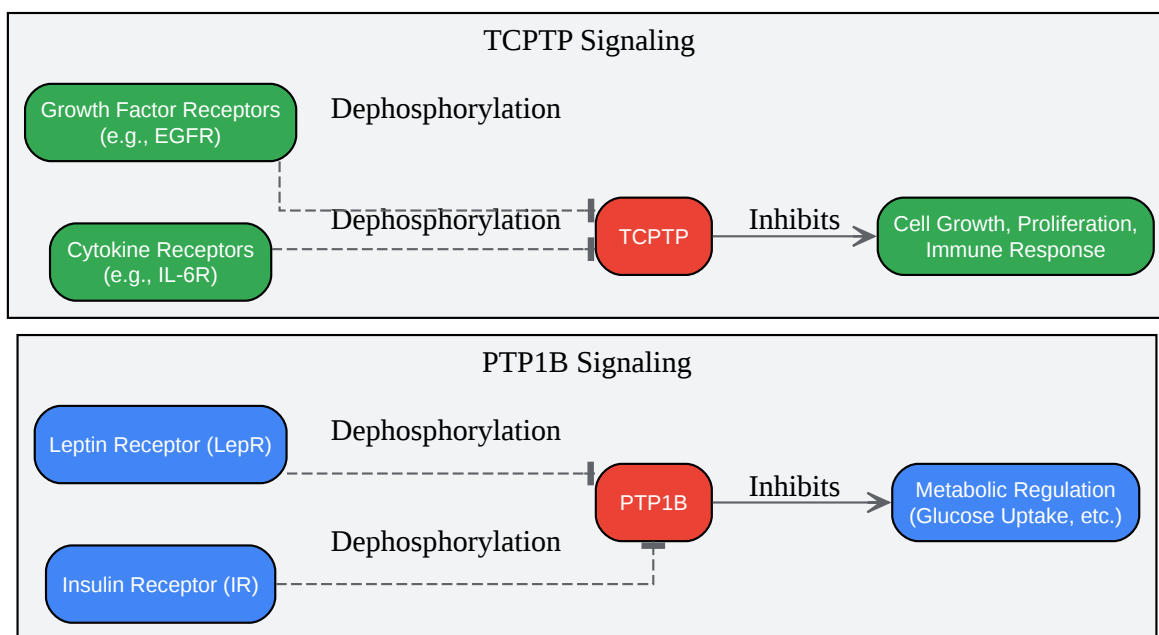 TCPTP Signaling
Growth Factor Receptors
(e.g., EGFR)
Dephosphorylation
Cytokine Receptors
(e.g., IL-6R)
Dephosphorylation
TCPTP
Inhibits
Cell Growth, Proliferation,
Immune Response
PTP1B Signaling
Leptin Receptor (LepR)
Dephosphorylation
PTP1B
Inhibits
Metabolic Regulation
(Glucose Uptake, etc.)
Dephosphorylation
Insulin Receptor (IR)